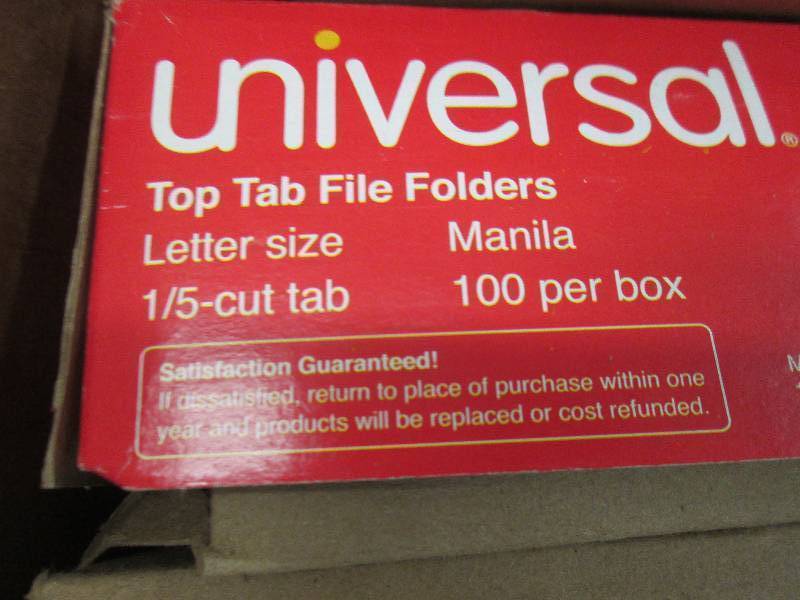 universal®
Top Tab File Folders
Letter size Manila
1/5-cut tab 100 per box
Satisfaction Guaranteed!
If dissatisfied, return to place of purchase within one
year and products will be replaced or cost refunded.
M